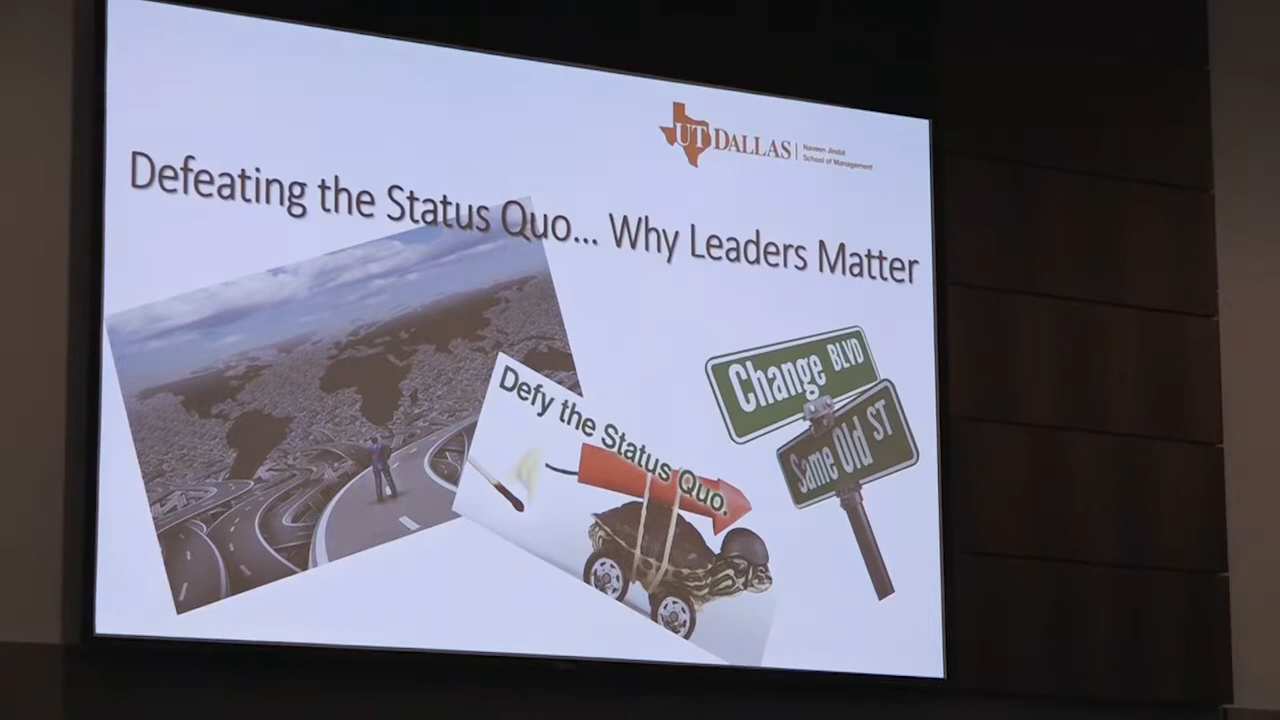 UT DALLAS
Naveen Jindal
School of Management
Defeating the Status Quo... Why Leaders Matter
Defy the Status Quo.
Change BLVD
Same Old ST